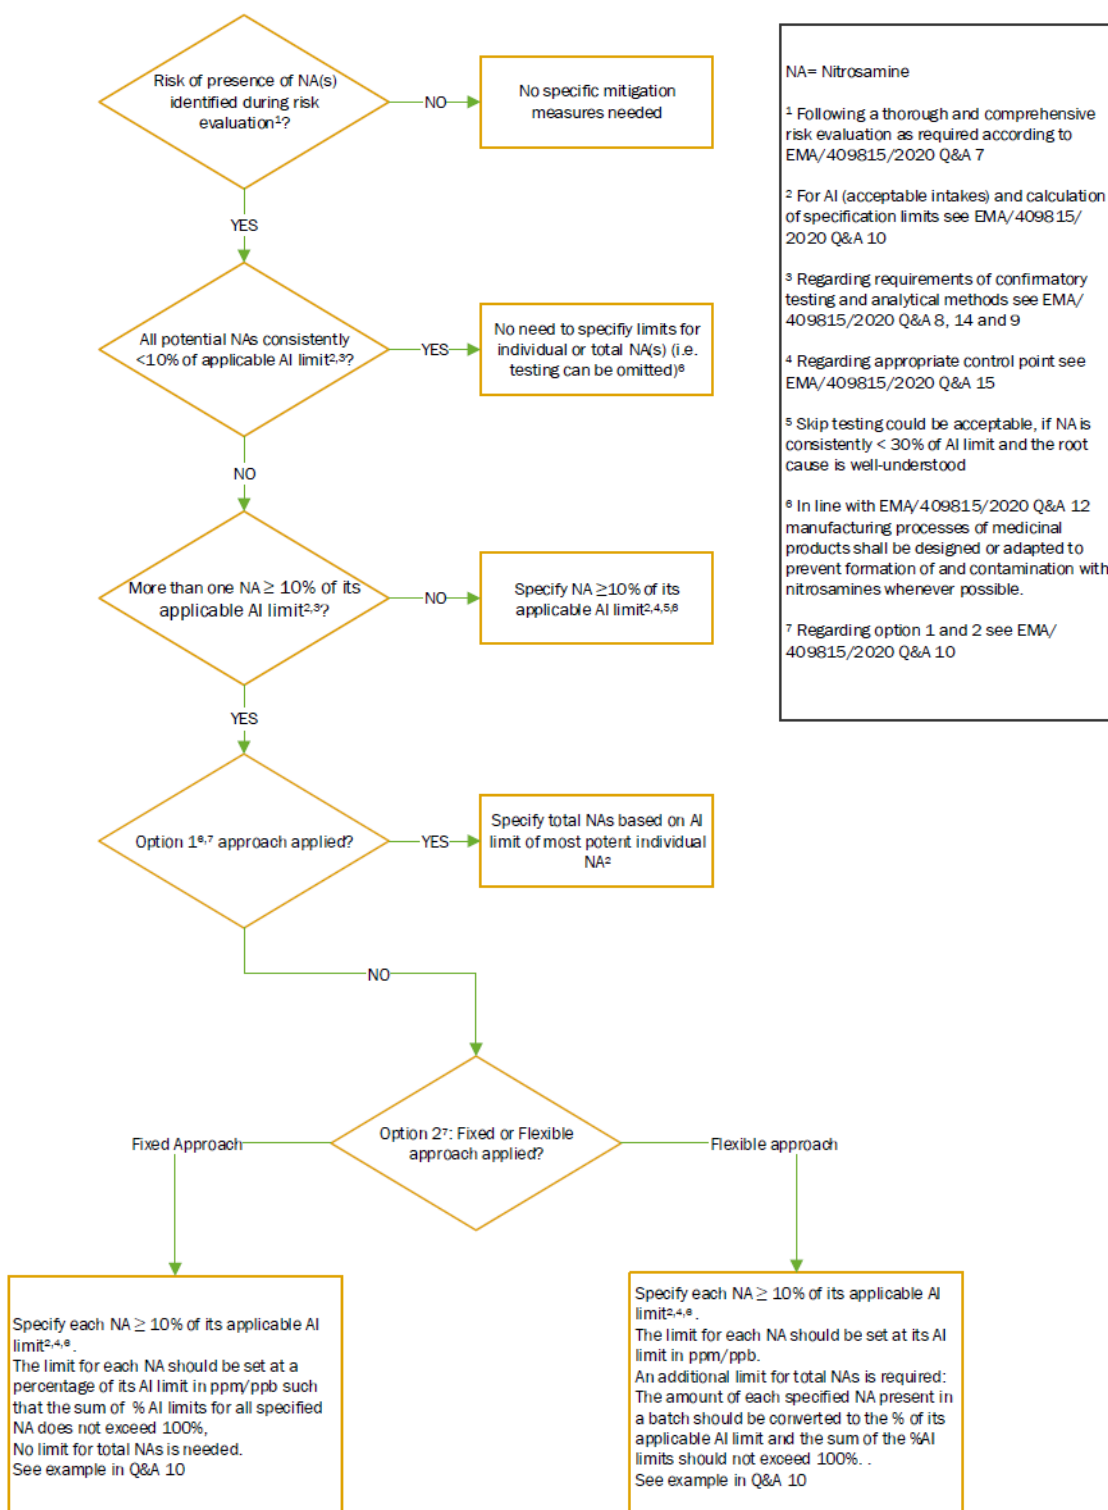 Risk of presence of NA(s)
identified during risk
evaluation¹?
NO
No specific mitigation
measures needed
YES
All potential NAs consistently
<10% of applicable AI limit²,³?
YES
No need to specifiy limits for
individual or total NA(s) (i.e.
testing can be omitted)⁶
NO
More than one NA ≥ 10% of its
applicable AI limit²,³?
NO
Specify NA ≥10% of its
applicable AI limit²,⁴,⁵,⁶
YES
Option 1⁶,⁷ approach applied?
YES
Specify total NAs based on AI
limit of most potent individual
NA²
NO
Option 2⁷: Fixed or Flexible
approach applied?
Fixed Approach
Flexible approach
Specify each NA ≥ 10% of its applicable AI
limit²,⁴,⁶.
The limit for each NA should be set at a
percentage of its AI limit in ppm/ppb such
that the sum of % AI limits for all specified
NA does not exceed 100%,
No limit for total NAs is needed.
See example in Q&A 10
Specify each NA ≥ 10% of its applicable AI
limit²,⁴,⁶.
The limit for each NA should be set at its AI
limit in ppm/ppb.
An additional limit for total NAs is required:
The amount of each specified NA present in
a batch should be converted to the % of its
applicable AI limit and the sum of the %AI
limits should not exceed 100%. .
See example in Q&A 10
NA= Nitrosamine
¹ Following a thorough and comprehensive
risk evaluation as required according to
EMA/409815/2020 Q&A 7
² For AI (acceptable intakes) and calculation
of specification limits see EMA/409815/
2020 Q&A 10
³ Regarding requirements of confirmatory
testing and analytical methods see EMA/
409815/2020 Q&A 8, 14 and 9
⁴ Regarding appropriate control point see
EMA/409815/2020 Q&A 15
⁵ Skip testing could be acceptable, if NA is
consistently < 30% of AI limit and the root
cause is well-understood
⁶ In line with EMA/409815/2020 Q&A 12
manufacturing processes of medicinal
products shall be designed or adapted to
prevent formation of and contamination with
nitrosamines whenever possible.
⁷ Regarding option 1 and 2 see EMA/
409815/2020 Q&A 10